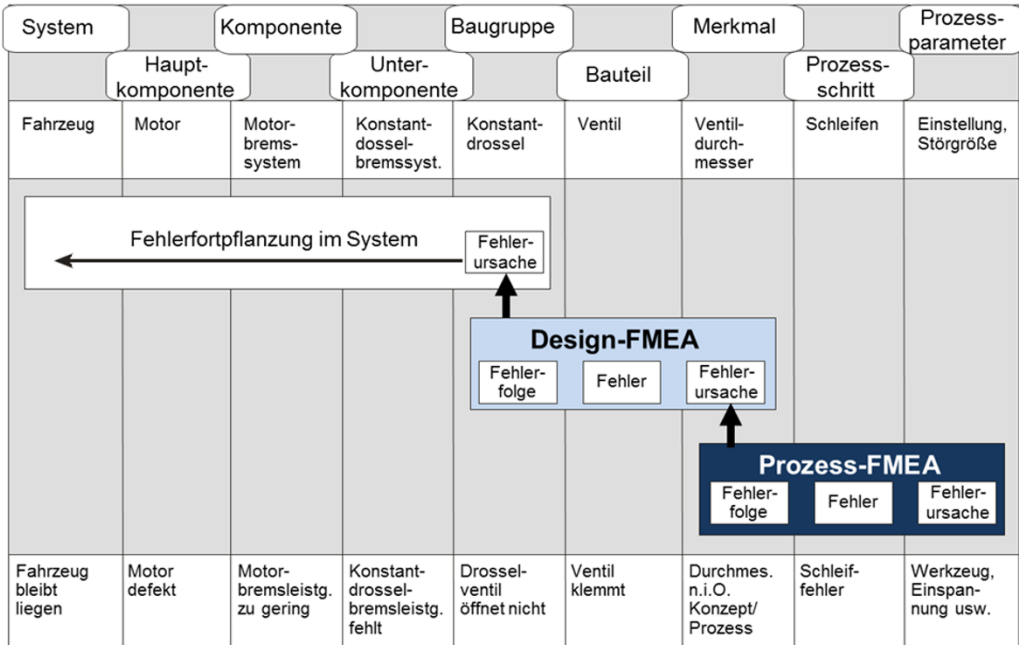 System
Komponente
Baugruppe
Merkmal
Prozess-
parameter
Haupt-
komponente
Unter-
komponente
Bauteil
Prozess-
schritt
Fahrzeug
Motor
Motor-
brems-
system
Konstant-
dossel-
bremssyst.
Konstant-
drossel
Ventil
Ventil-
durch-
messer
Schleifen
Einstellung,
Störgröße
Fehlerfortpflanzung im System
Fehler-
ursache
Design-FMEA
Fehler-
folge
Fehler
Fehler-
ursache
Prozess-FMEA
Fehler-
folge
Fehler
Fehler-
ursache
Fahrzeug
bleibt
liegen
Motor
defekt
Motor-
bremsleistg.
zu gering
Konstant-
drossel-
bremsleistg.
fehlt
Drossel-
ventil
öffnet nicht
Ventil
klemmt
Durchmes.
n.i.O.
Konzept/
Prozess
Schleif-
fehler
Werkzeug,
Einspan-
nung usw.